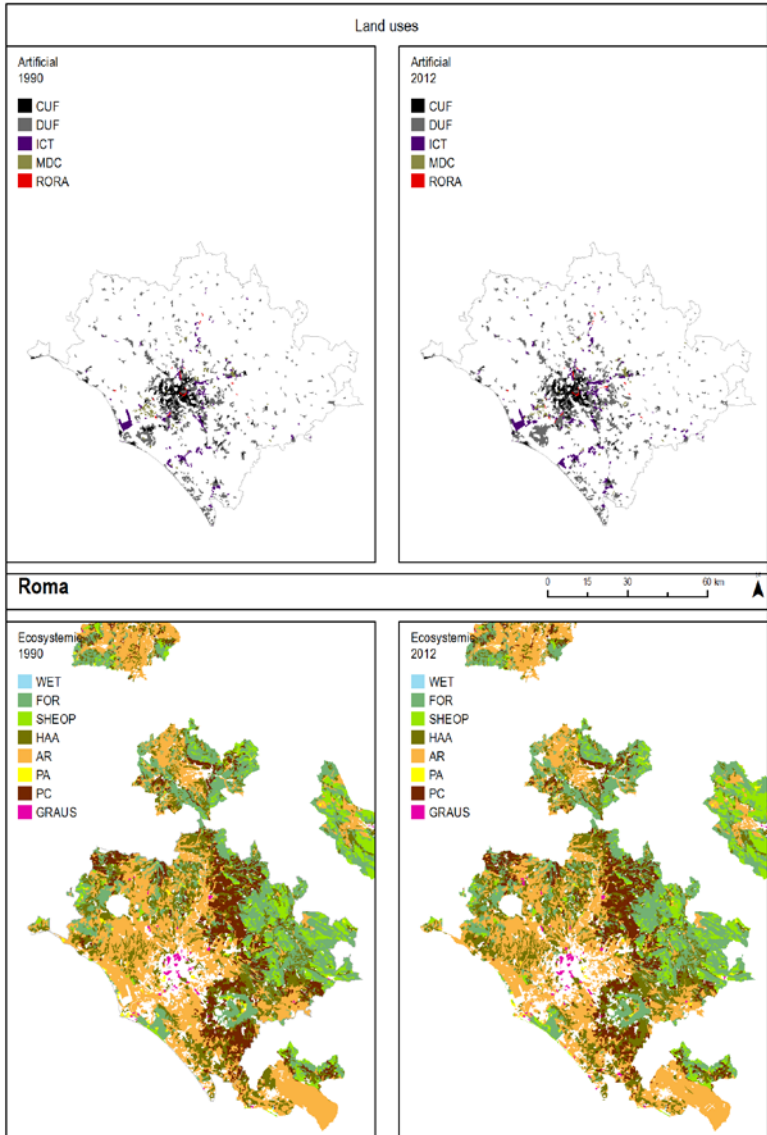 Land uses
Artificial
1990
CUF
DUF
ICT
MDC
RORA
Artificial
2012
CUF
DUF
ICT
MDC
RORA
Roma
0 15 30 60 km
N
Ecosystemic
1990
WET
FOR
SHEOP
HAA
AR
PA
PC
GRAUS
Ecosystemic
2012
WET
FOR
SHEOP
HAA
AR
PA
PC
GRAUS